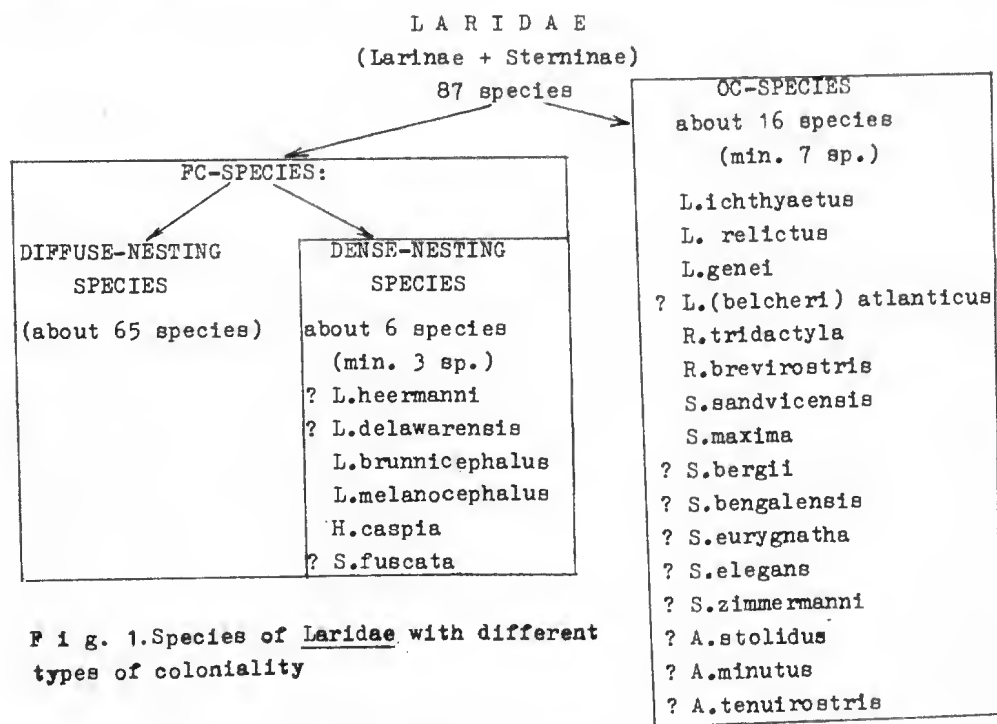 L A R I D A E
(Larinae + Sterninae)
87 species
FC-SPECIES:
DIFFUSE-NESTING
SPECIES
(about 65 species)
DENSE-NESTING
SPECIES
about 6 species
(min. 3 sp.)
? L.heermanni
? L.delawarensis
L.brunnicephalus
L.melanocephalus
H.caspia
? S.fuscata
OC-SPECIES
about 16 species
(min. 7 sp.)
L.ichthyaetus
L. relictus
L.genei
? L.(belcheri) atlanticus
R.tridactyla
R.brevirostris
S.sandvicensis
S.maxima
? S.bergii
? S.bengalensis
? S.eurygnatha
? S.elegans
? S.zimmermanni
? A.stolidus
? A.minutus
? A.tenuirostris
F i g. 1.Species of Laridae with different
types of coloniality